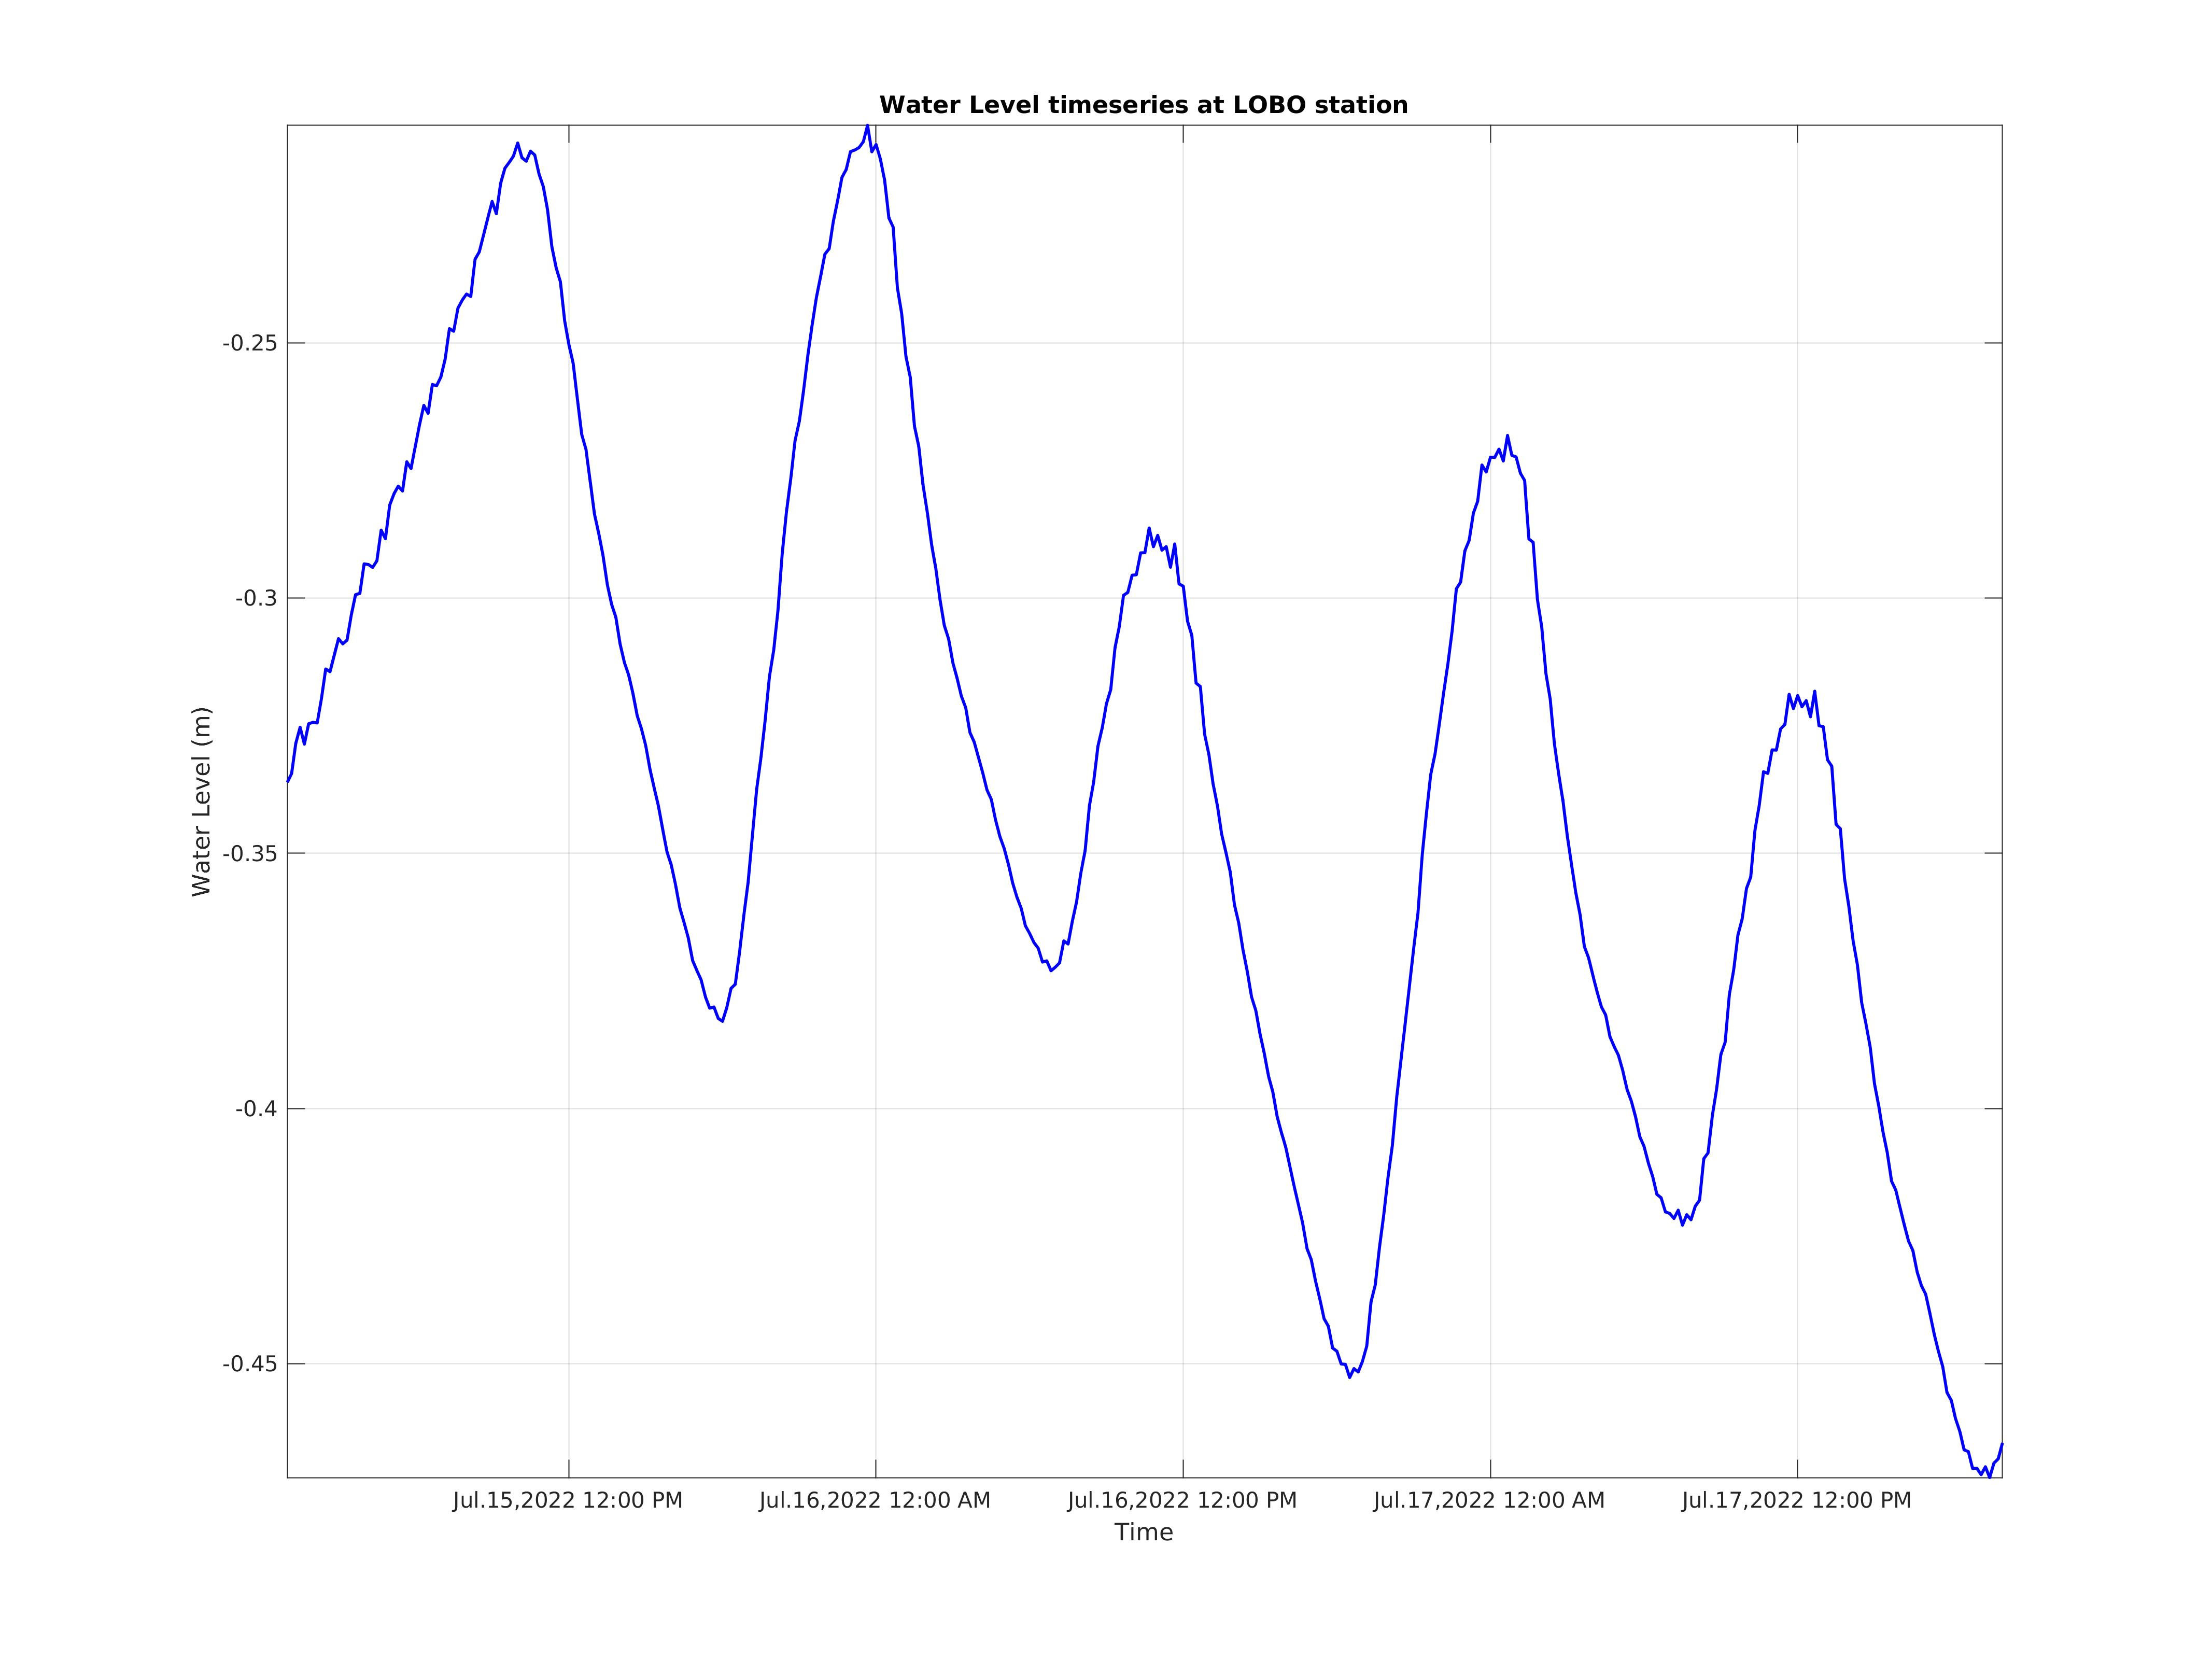 Water Level timeseries at LOBO station
-0.25
-0.3
-0.35
-0.4
-0.45
Water Level (m)
Jul.15,2022 12:00 PM
Jul.16,2022 12:00 AM
Jul.16,2022 12:00 PM
Jul.17,2022 12:00 AM
Jul.17,2022 12:00 PM
Time